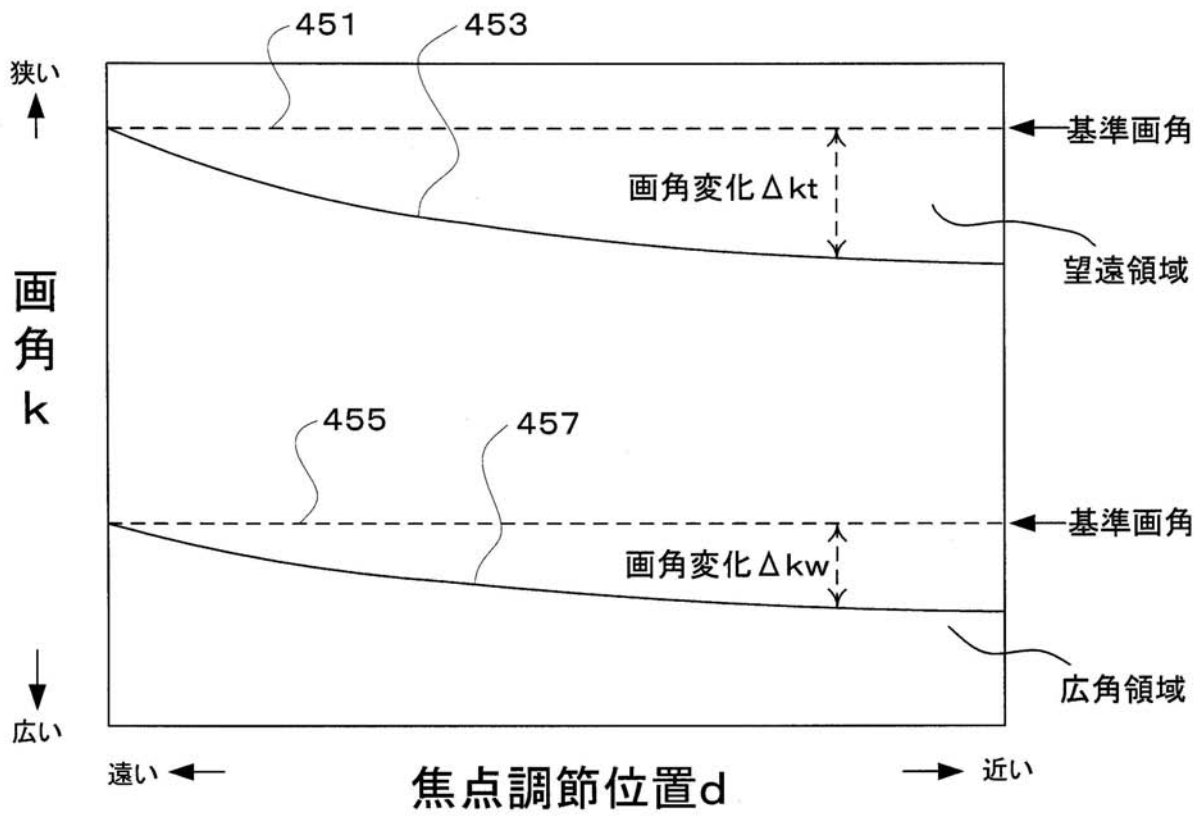 451
453
狭い
基準画角
画角変化Δkt
望遠領域
画角k
455
457
基準画角
画角変化Δkw
広角領域
広い
遠い
焦点調節位置d
近い